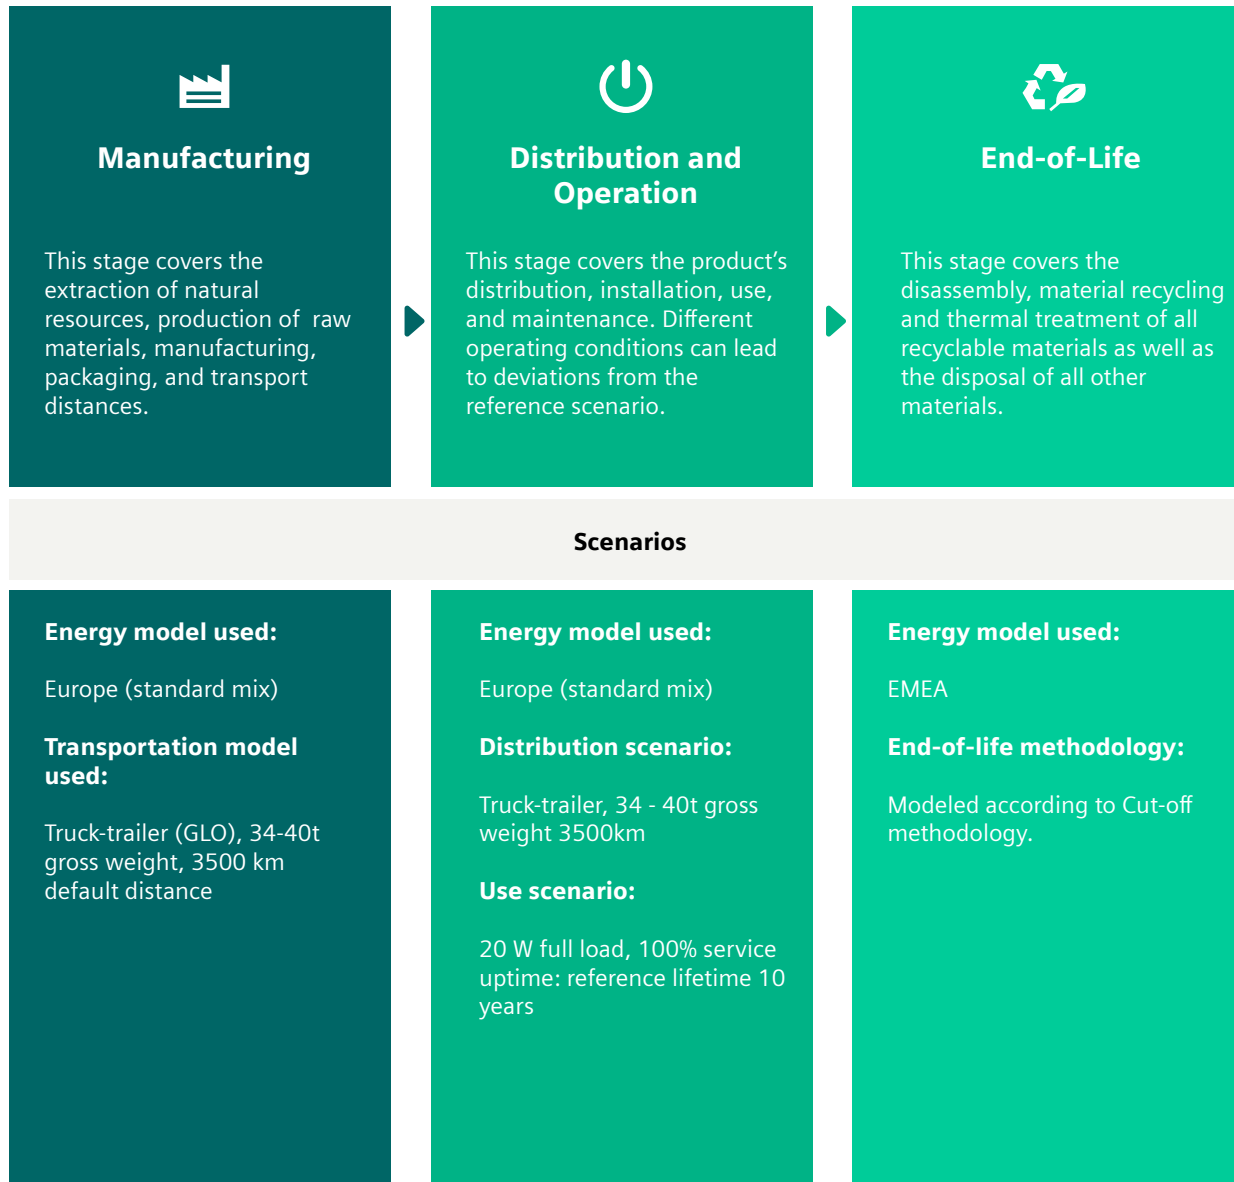 Manufacturing
This stage covers the
extraction of natural
resources, production of  raw
materials, manufacturing,
packaging, and transport
distances.
Distribution and
Operation
This stage covers the product’s
distribution, installation, use,
and maintenance. Different
operating conditions can lead
to deviations from the
reference scenario.
End-of-Life
This stage covers the
disassembly, material recycling
and thermal treatment of all
recyclable materials as well as
the disposal of all other
materials.
Scenarios
Energy model used:
Europe (standard mix)
Transportation model
used:
Truck-trailer (GLO), 34-40t
gross weight, 3500 km
default distance
Energy model used:
Europe (standard mix)
Distribution scenario:
Truck-trailer, 34 - 40t gross
weight 3500km
Use scenario:
20 W full load, 100% service
uptime: reference lifetime 10
years
Energy model used:
EMEA
End-of-life methodology:
Modeled according to Cut-off
methodology.